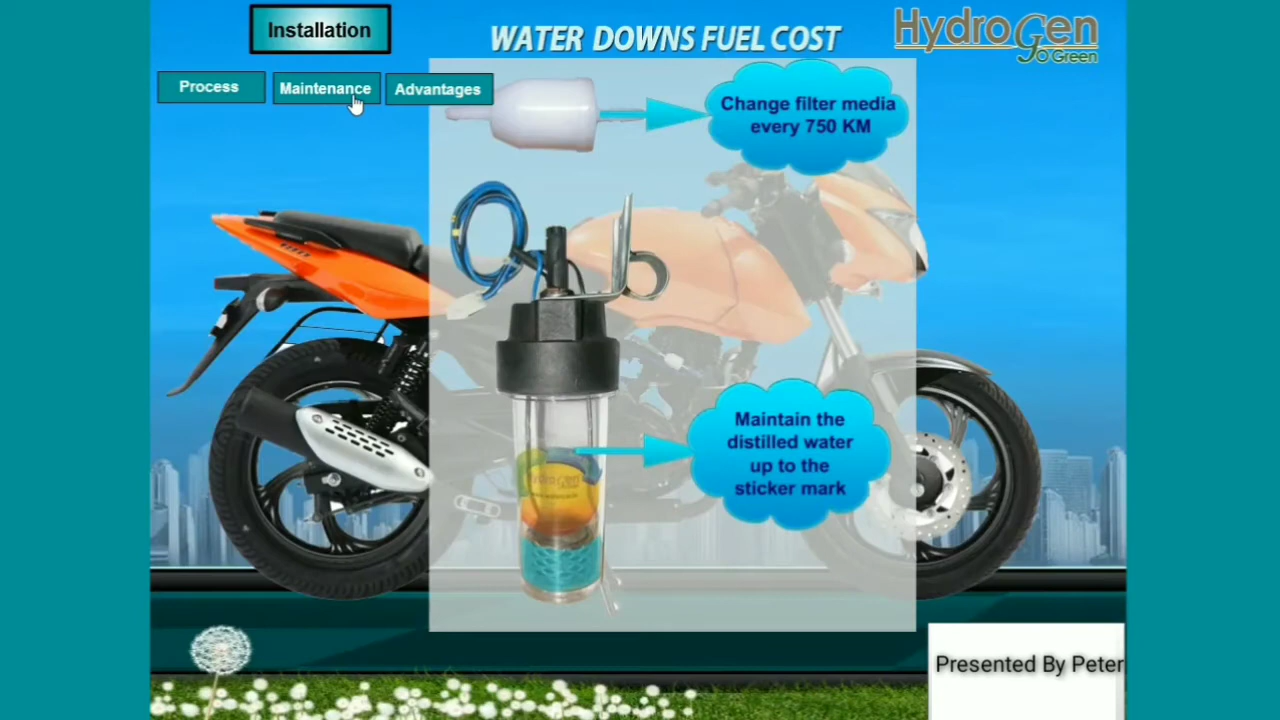 Installation
WATER DOWNS FUEL COST
HydroGen
Go Green
Process
Maintenance
Advantages
Change filter media
every 750 KM
Maintain the
distilled water
up to the
sticker mark
Presented By Peter